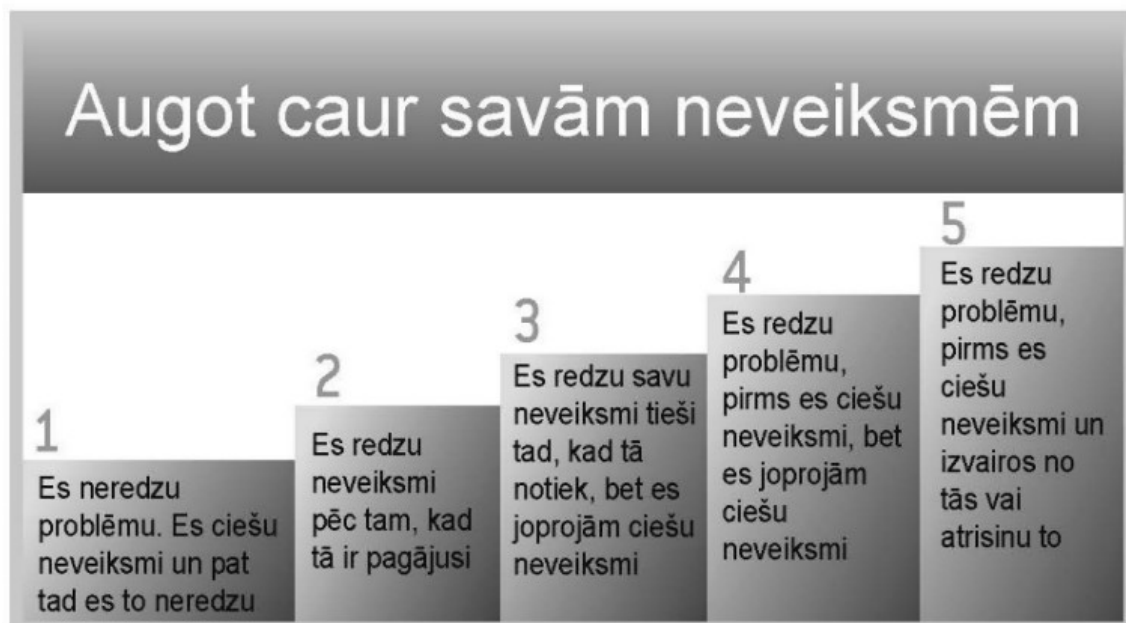 Augot caur savām neveiksmēm
1
Es neredzu
problēmu. Es ciešu
neveiksmi un pat
tad es to neredzu
2
Es redzu
neveiksmi
pēc tam, kad
tā ir pagājusi
3
Es redzu savu
neveiksmi tieši
tad, kad tā
notiek, bet es
joprojām ciešu
neveiksmi
4
Es redzu
problēmu,
pirms es ciešu
neveiksmi, bet
es joprojām
ciešu
neveiksmi
5
Es redzu
problēmu,
pirms es
ciešu
neveiksmi un
izvairos no
tās vai
atrisinu to